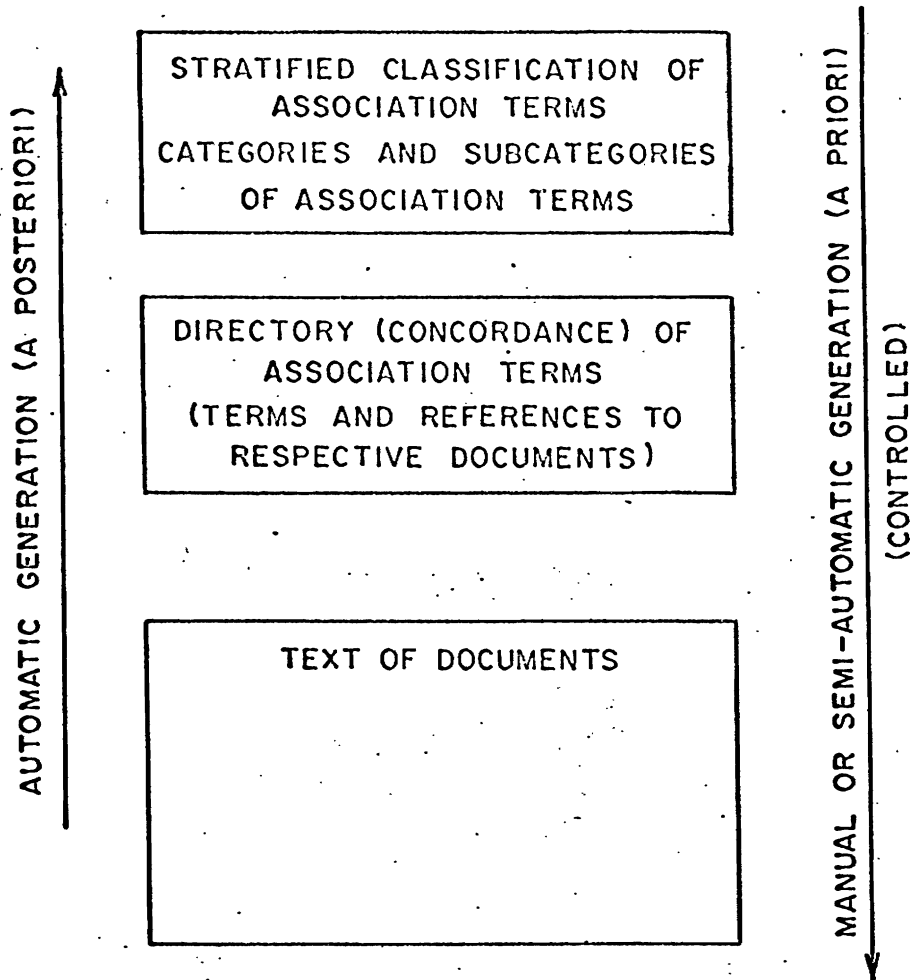 AUTOMATIC GENERATION (A POSTERIORI)
STRATIFIED CLASSIFICATION OF
ASSOCIATION TERMS
CATEGORIES AND SUBCATEGORIES
OF ASSOCIATION TERMS
DIRECTORY (CONCORDANCE) OF
ASSOCIATION TERMS
(TERMS AND REFERENCES TO
RESPECTIVE DOCUMENTS)
TEXT OF DOCUMENTS
MANUAL OR SEMI-AUTOMATIC GENERATION (A PRIORI)
(CONTROLLED)